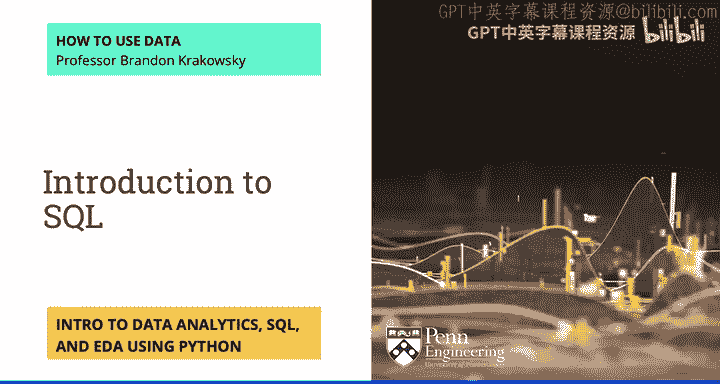 HOW TO USE DATA
Professor Brandon Krakowsky
GPT中英字幕课程资源@bilibili.com
GPT中英字幕课程资源 bilibili
Introduction to
SQL
INTRO TO DATA ANALYTICS, SQL,
AND EDA USING PYTHON
Penn
Engineering